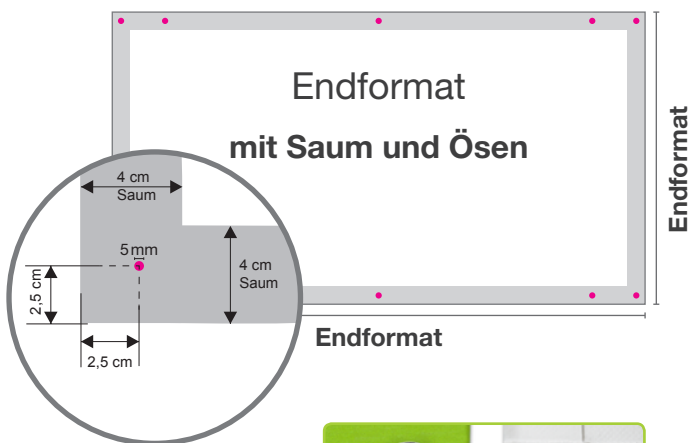 Endformat
mit Saum und Ösen
Endformat
4 cm
Saum
5 mm
4 cm
Saum
2,5 cm
2,5 cm
Endformat